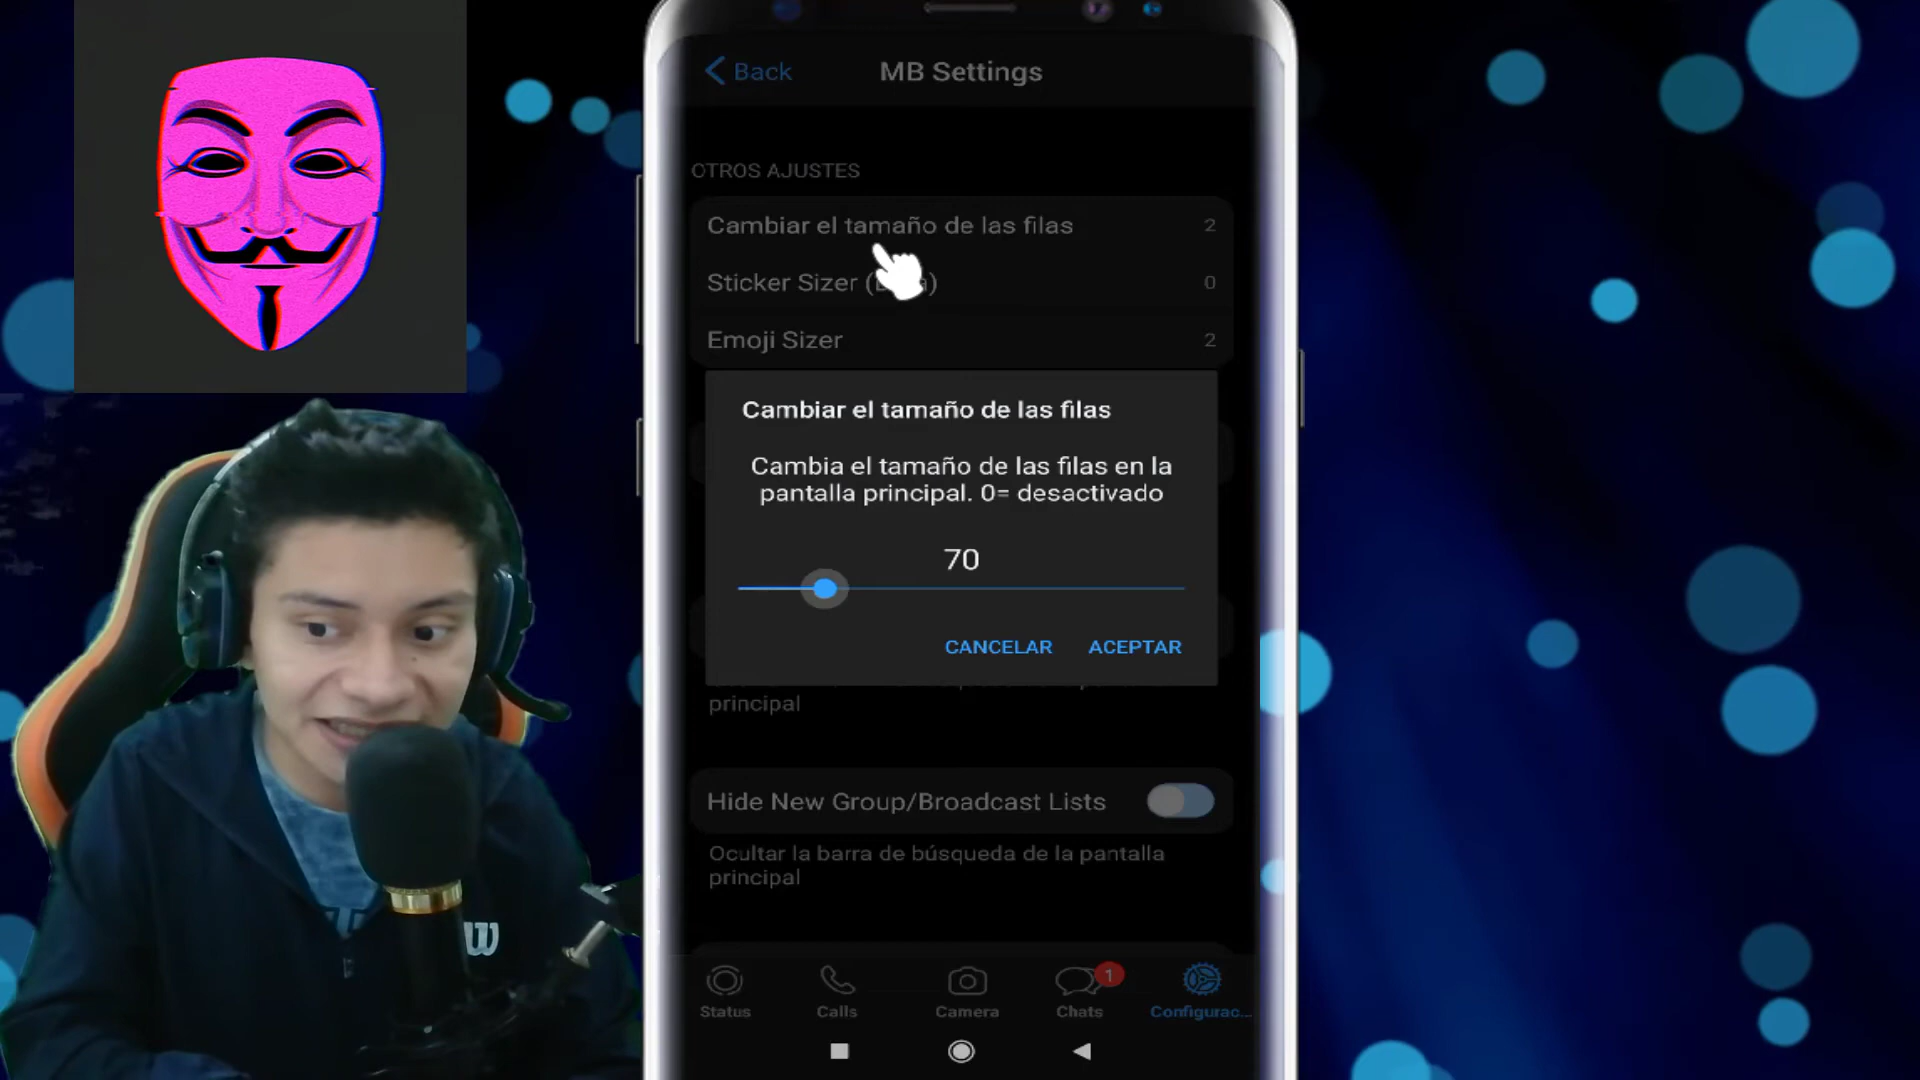 Back
MB Settings
OTROS AJUSTES
Cambiar el tamaño de las filas 2
Sticker Sizer 0
Emoji Sizer 2
Cambiar el tamaño de las filas
Cambia el tamaño de las filas en la
pantalla principal. 0= desactivado
70
CANCELAR ACEPTAR
principal
Hide New Group/Broadcast Lists
Ocultar la barra de búsqueda de la pantalla
principal
1
Status Calls Camera Chats Configurac...
W